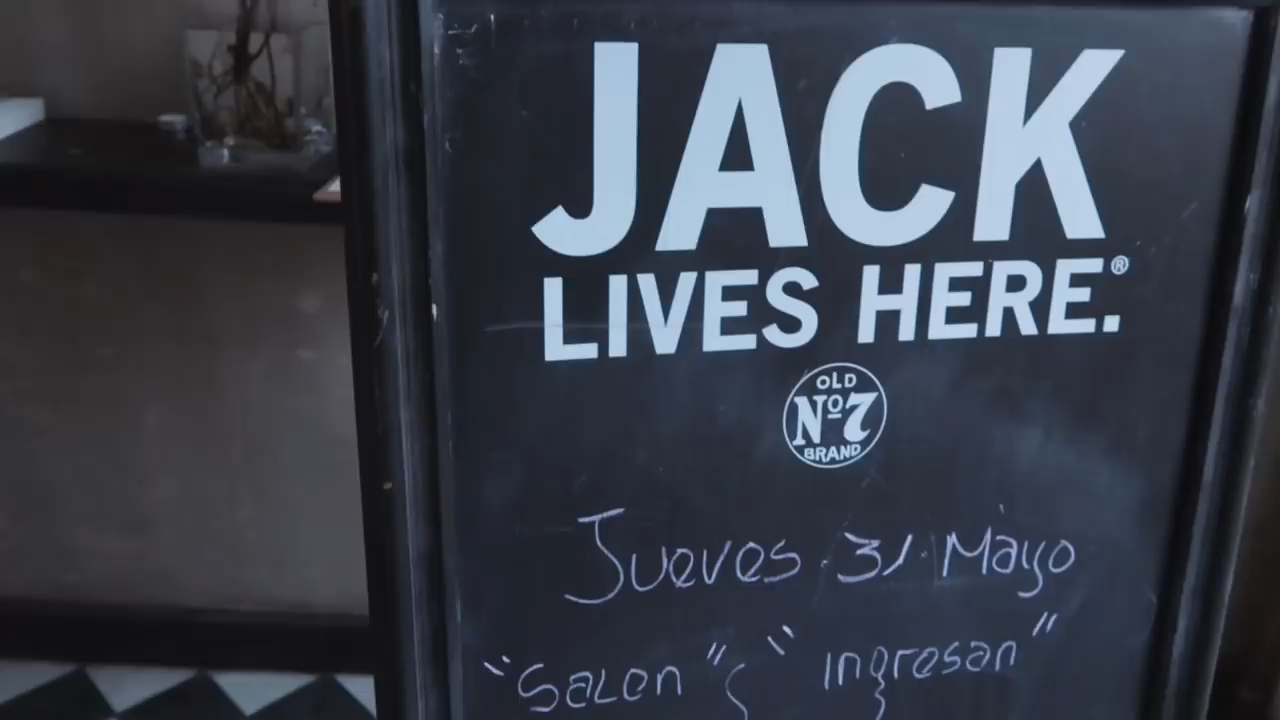 JACK
LIVES HERE.®
OLD
Nº7
BRAND
Jueves 31 Mayo
"Salen" "ingresan"